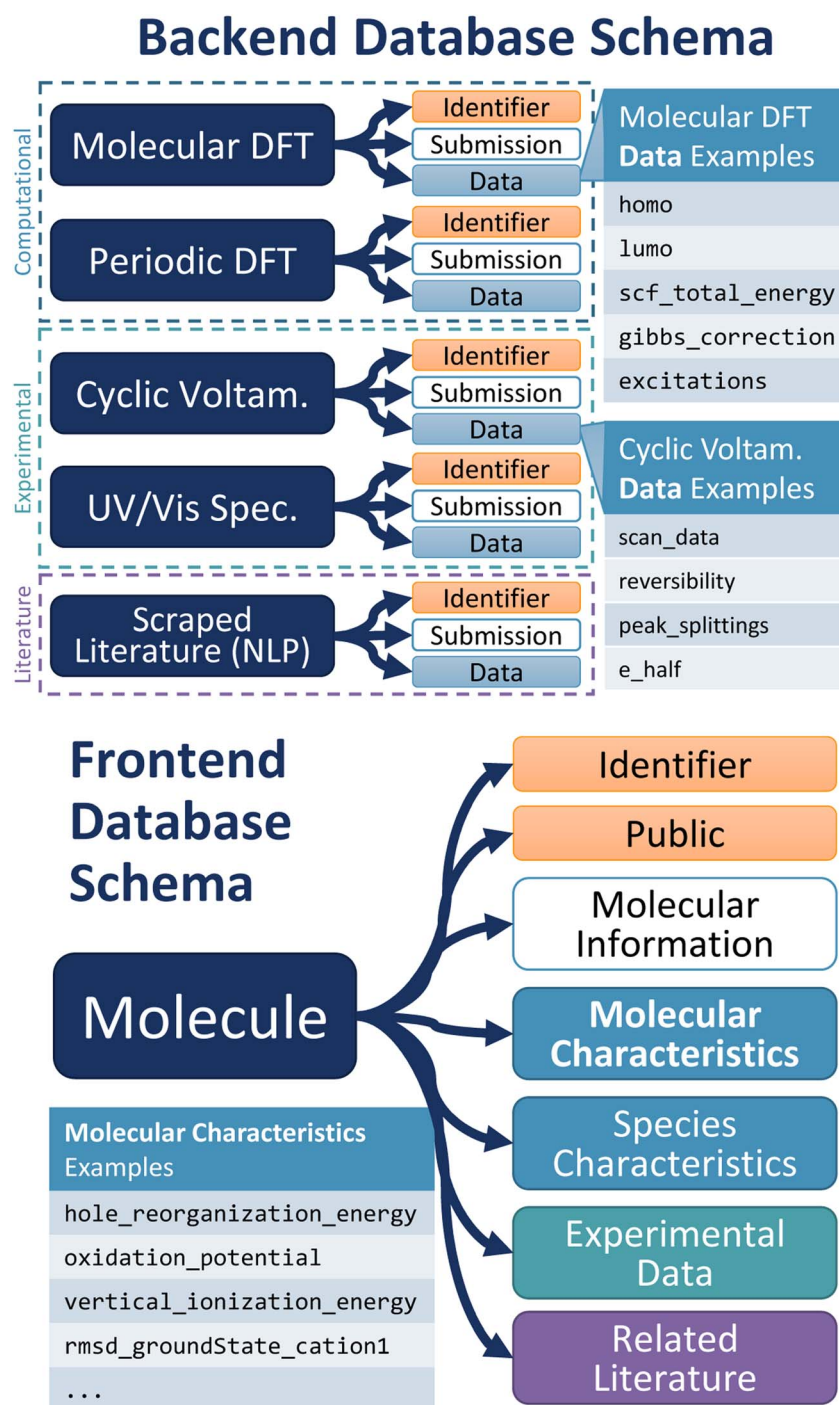 Backend Database Schema
Computational
Molecular DFT
Identifier
Submission
Data
Periodic DFT
Identifier
Submission
Data
Molecular DFT
Data Examples
homo
lumo
scf_total_energy
gibbs_correction
excitations
Experimental
Cyclic Voltam.
Identifier
Submission
Data
UV/Vis Spec.
Identifier
Submission
Data
Cyclic Voltam.
Data Examples
scan_data
reversibility
peak_splittings
e_half
Literature
Scraped
Literature (NLP)
Identifier
Submission
Data
Frontend
Database
Schema
Molecule
Identifier
Public
Molecular
Information
Molecular
Characteristics
Species
Characteristics
Experimental
Data
Related
Literature
Molecular Characteristics
Examples
hole_reorganization_energy
oxidation_potential
vertical_ionization_energy
rmsd_groundState_cation1
...